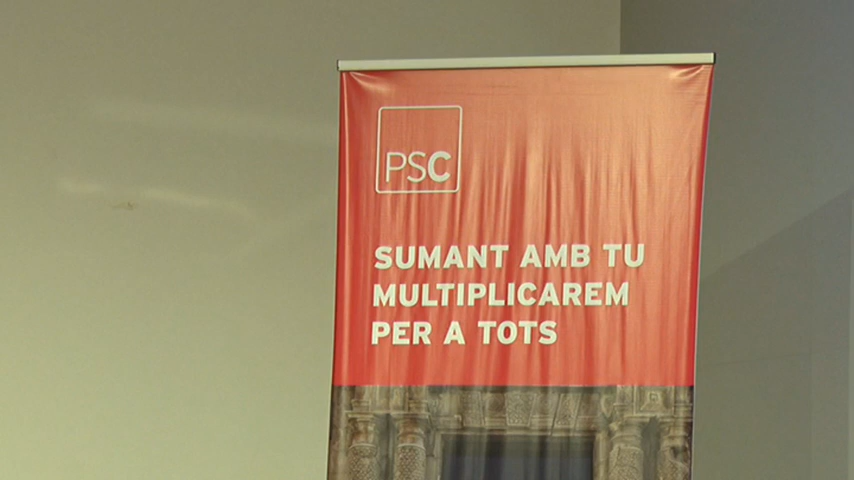 PSC
SUMANT AMB TU
MULTIPLICAREM
PER A TOTS